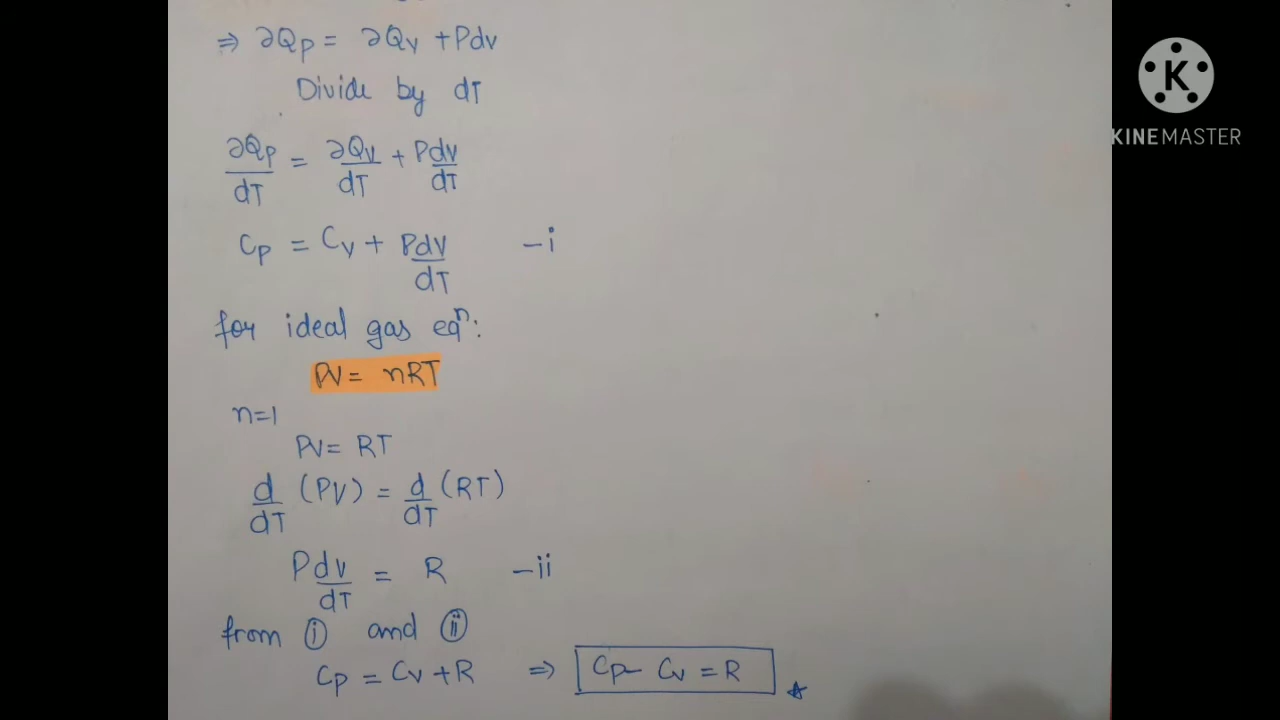 ⇒ ∂Qp = ∂Qv + Pdv
Divide by dT
∂Qp/dT = ∂Qv/dT + Pdv/dT
Cp = Cv + Pdv/dT -i
for ideal gas eqⁿ:
PV = nRT
n=1
PV = RT
d/dT (PV) = d/dT (RT)
Pdv/dT = R -ii
from ⓘ and ⓘⓘ
Cp = Cv + R ⇒ Cp - Cv = R
K
KINEMASTER